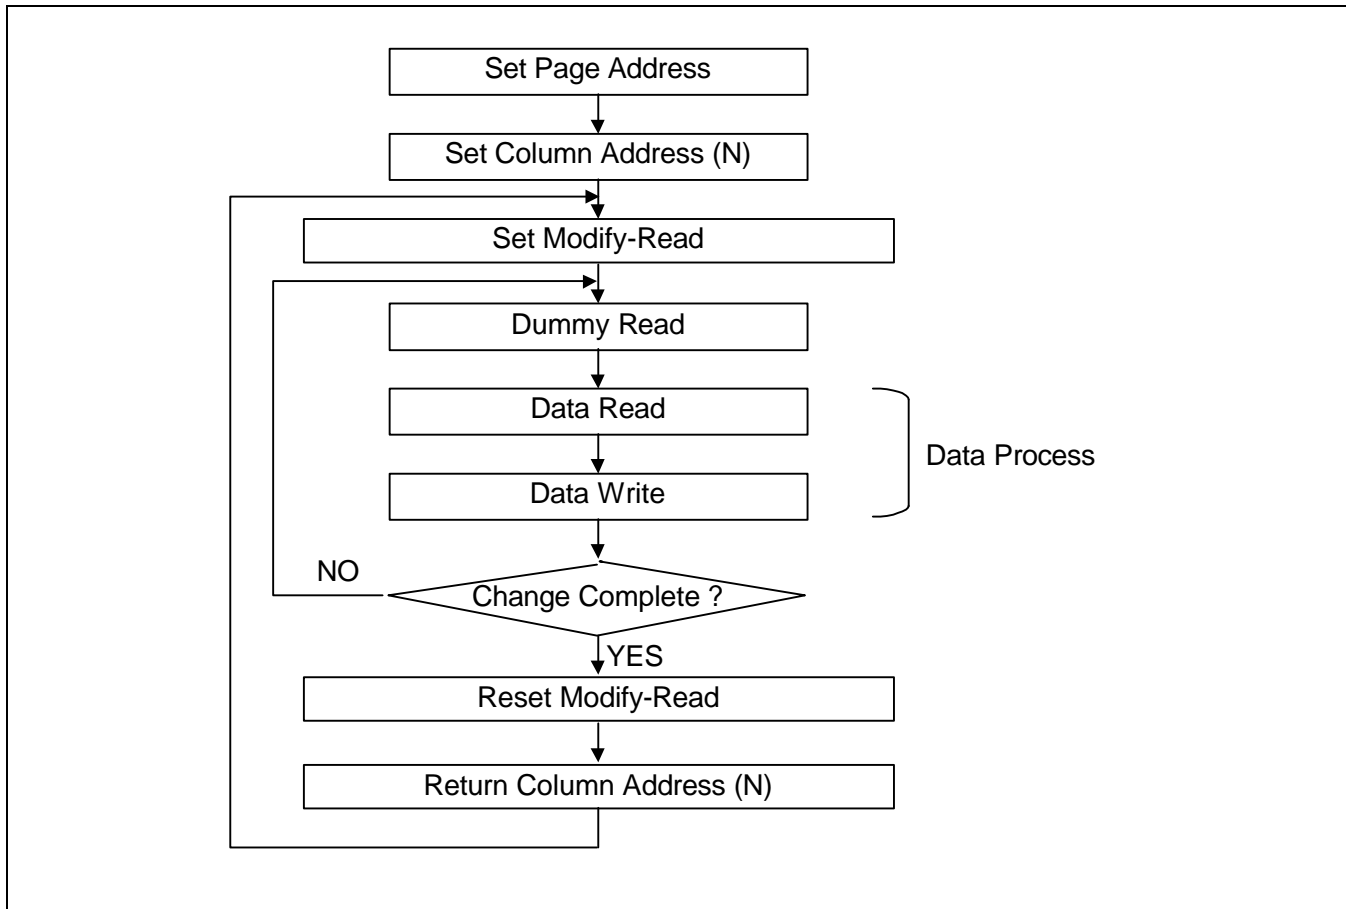 Set Page Address
Set Column Address (N)
Set Modify-Read
Dummy Read
Data Read
Data Process
Data Write
NO
Change Complete ?
YES
Reset Modify-Read
Return Column Address (N)